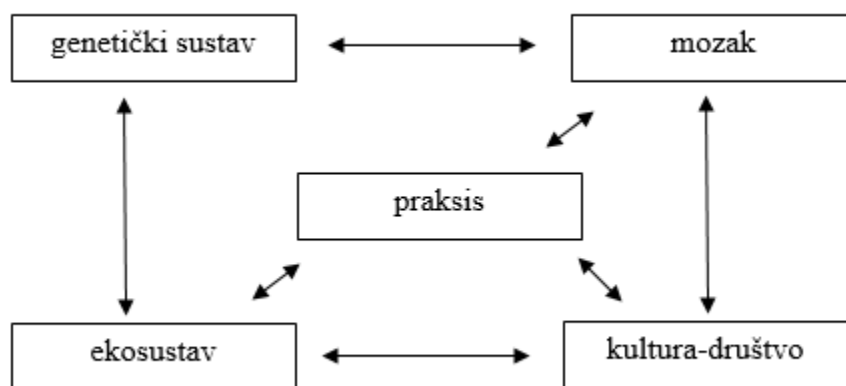 genetički sustav
mozak
praksis
ekosustav
kultura-društvo